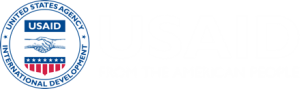 UNITED STATES AGENCY
USAID
INTERNATIONAL DEVELOPMENT